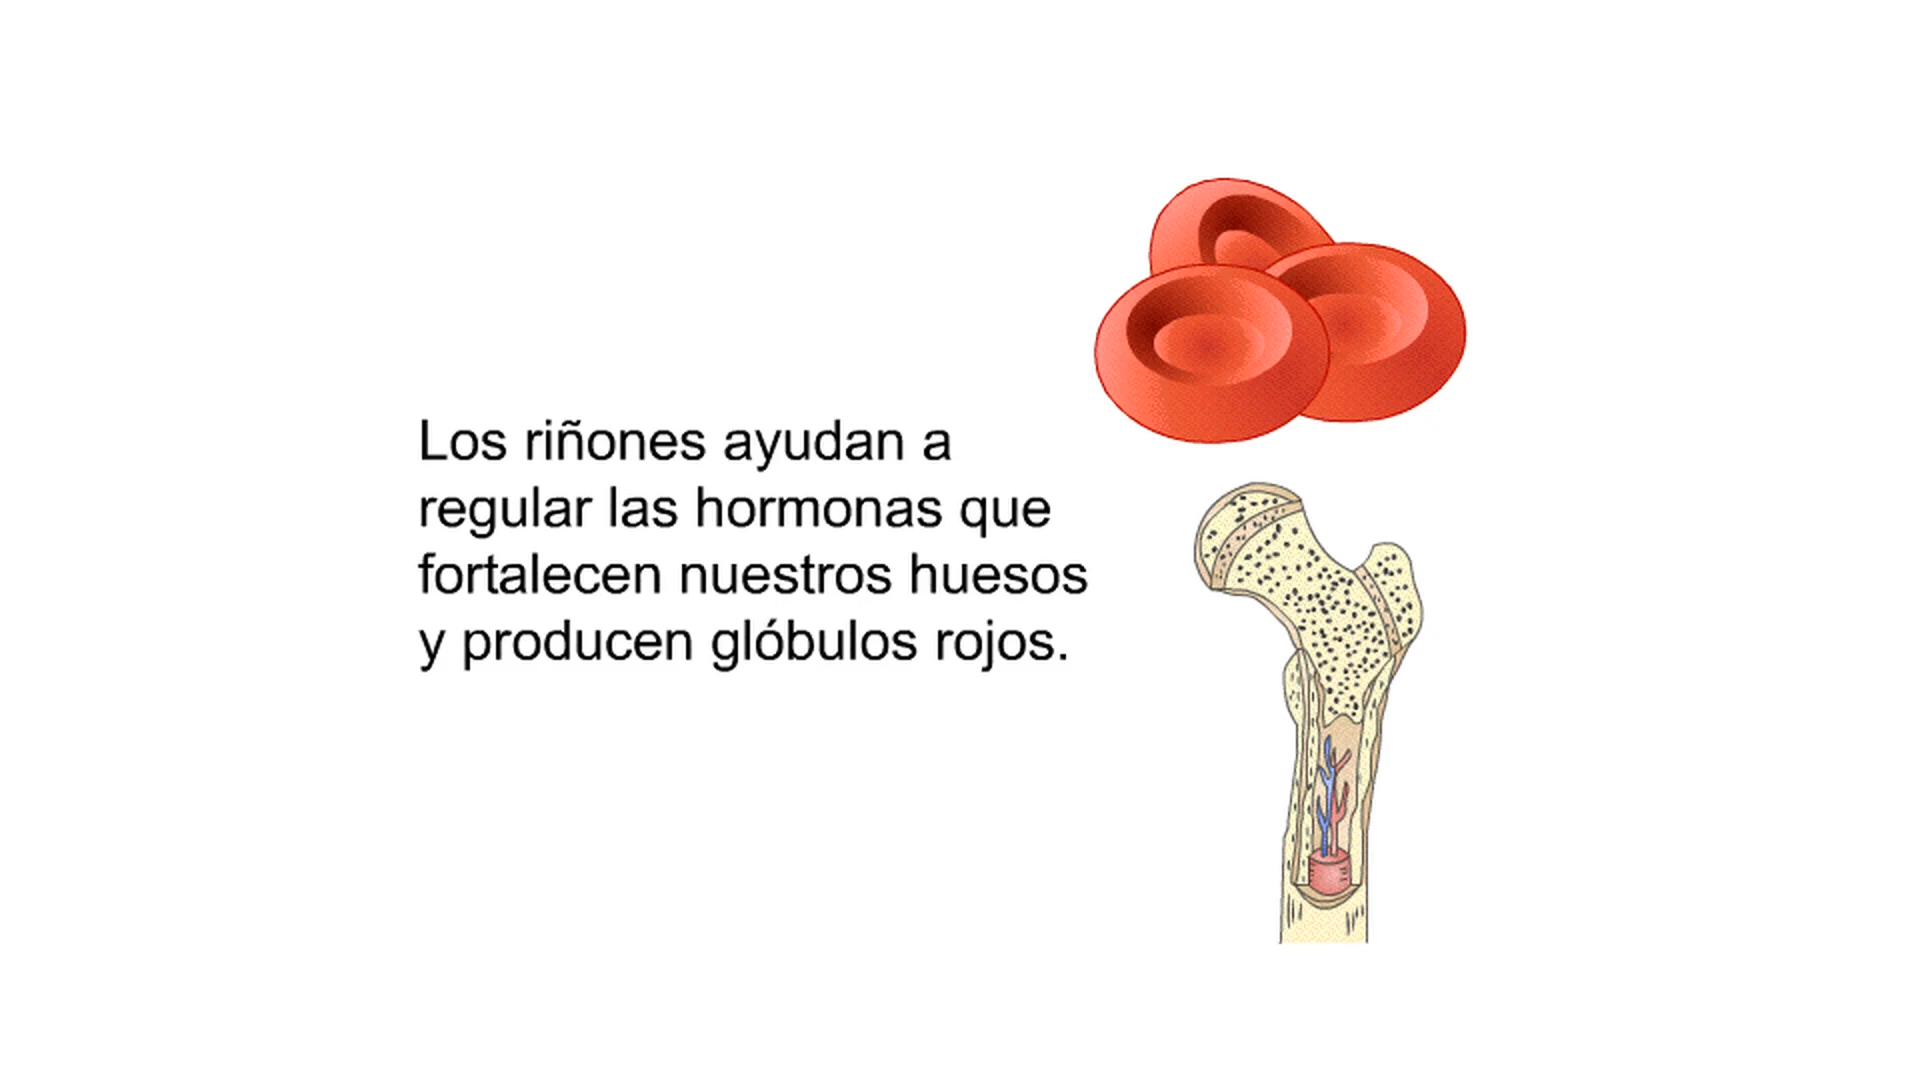 Los riñones ayudan a
regular las hormonas que
fortalecen nuestros huesos
y producen glóbulos rojos.